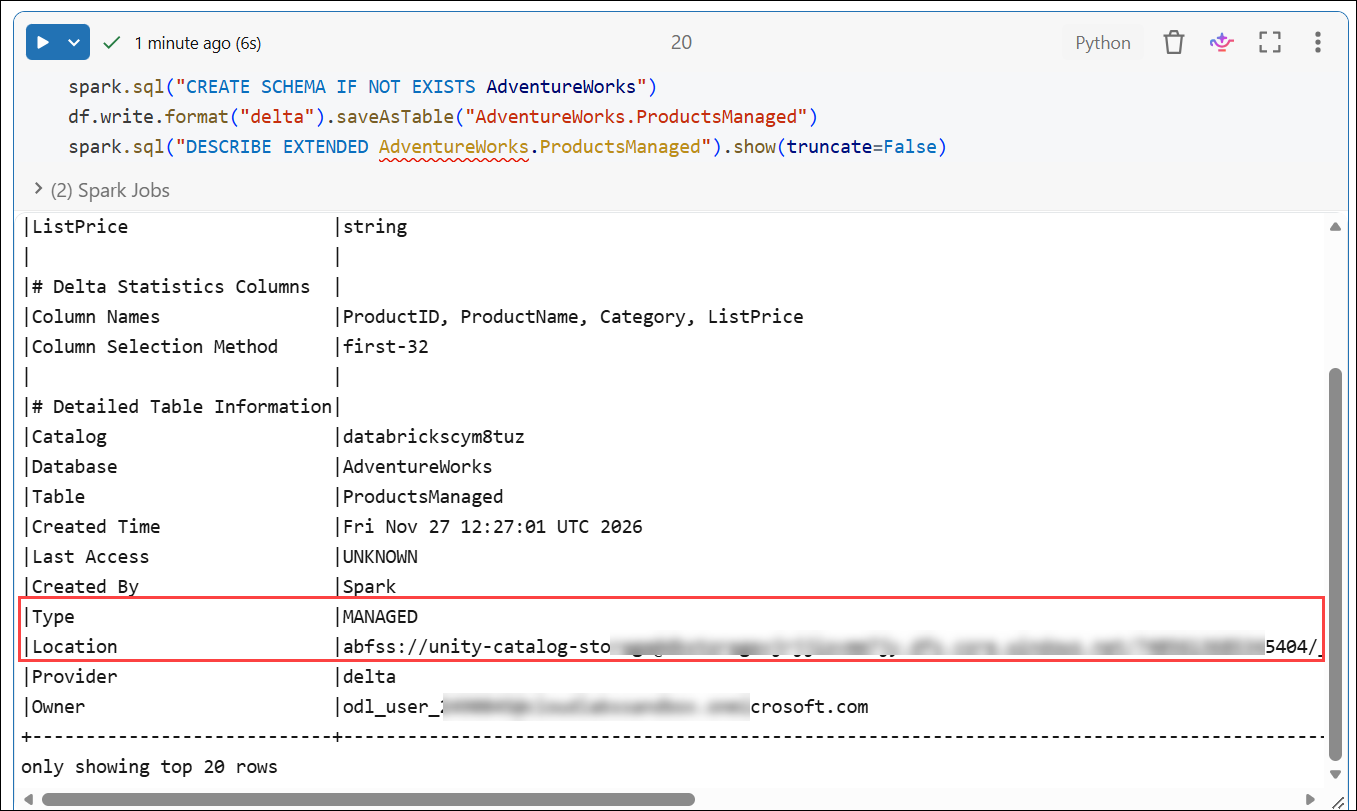 1 minute ago (6s) 20 Python
spark.sql("CREATE SCHEMA IF NOT EXISTS AdventureWorks")
df.write.format("delta").saveAsTable("AdventureWorks.ProductsManaged")
spark.sql("DESCRIBE EXTENDED AdventureWorks.ProductsManaged").show(truncate=False)
(2) Spark Jobs
|ListPrice |string
| |
|# Delta Statistics Columns |
|Column Names |ProductID, ProductName, Category, ListPrice
|Column Selection Method |first-32
| |
|# Detailed Table Information|
|Catalog |databrickscym8tuz
|Database |AdventureWorks
|Table |ProductsManaged
|Created Time |Fri Nov 27 12:27:01 UTC 2026
|Last Access |UNKNOWN
|Created By |Spark
|Type |MANAGED
|Location |abfss://unity-catalog-sto 5404/_
|Provider |delta
|Owner |odl_user_ crosoft.com
+----------------------------+---------------------------------------------------------------------------------------------
only showing top 20 rows